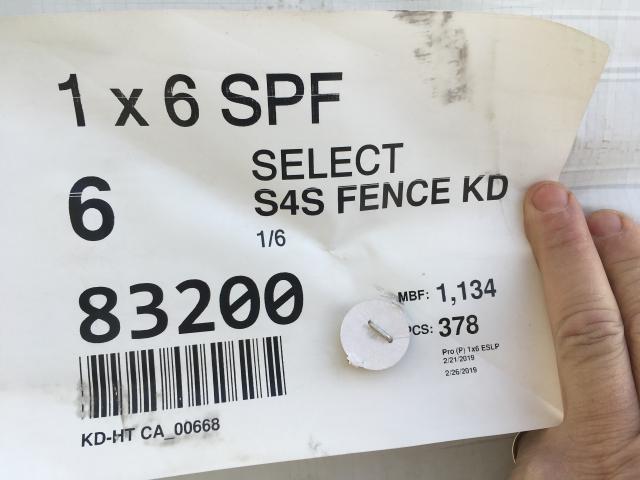 1 x 6 SPF
6
SELECT
S4S FENCE KD
1/6
83200
MBF: 1,134
PCS: 378
Pro (P) 1x6 ESLP
2/21/2019
2/26/2019
KD-HT CA_00668